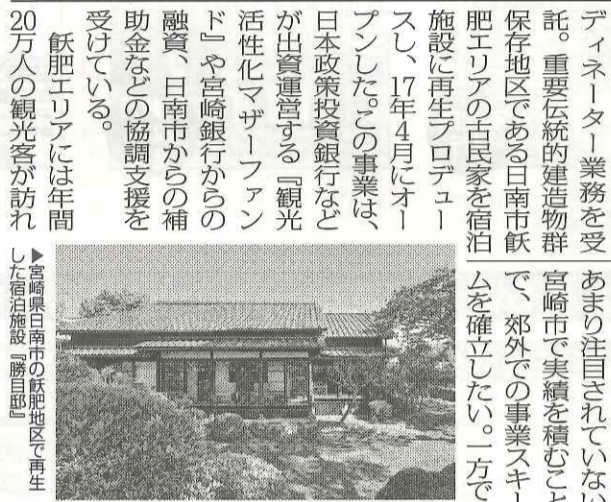 ディネーター業務を受
託。重要伝統的建造物群
保存地区である日南市飫
肥エリアの古民家を宿泊
施設に再生プロデュー
スし、17年4月にオー
プンした。この事業は、
日本政策投資銀行など
が出資運営する『観光
活性化マザーファン
ド』や宮崎銀行からの
融資、日南市からの補
助金などの協調支援を
受けている。
飫肥エリアには年間
20万人の観光客が訪れ
あまり注目されていない
宮崎市で実績を積むこと
で、郊外での事業スキー
ムを確立したい。一方で
▶宮崎県日南市の飫肥地区で再生
した宿泊施設『勝目邸』